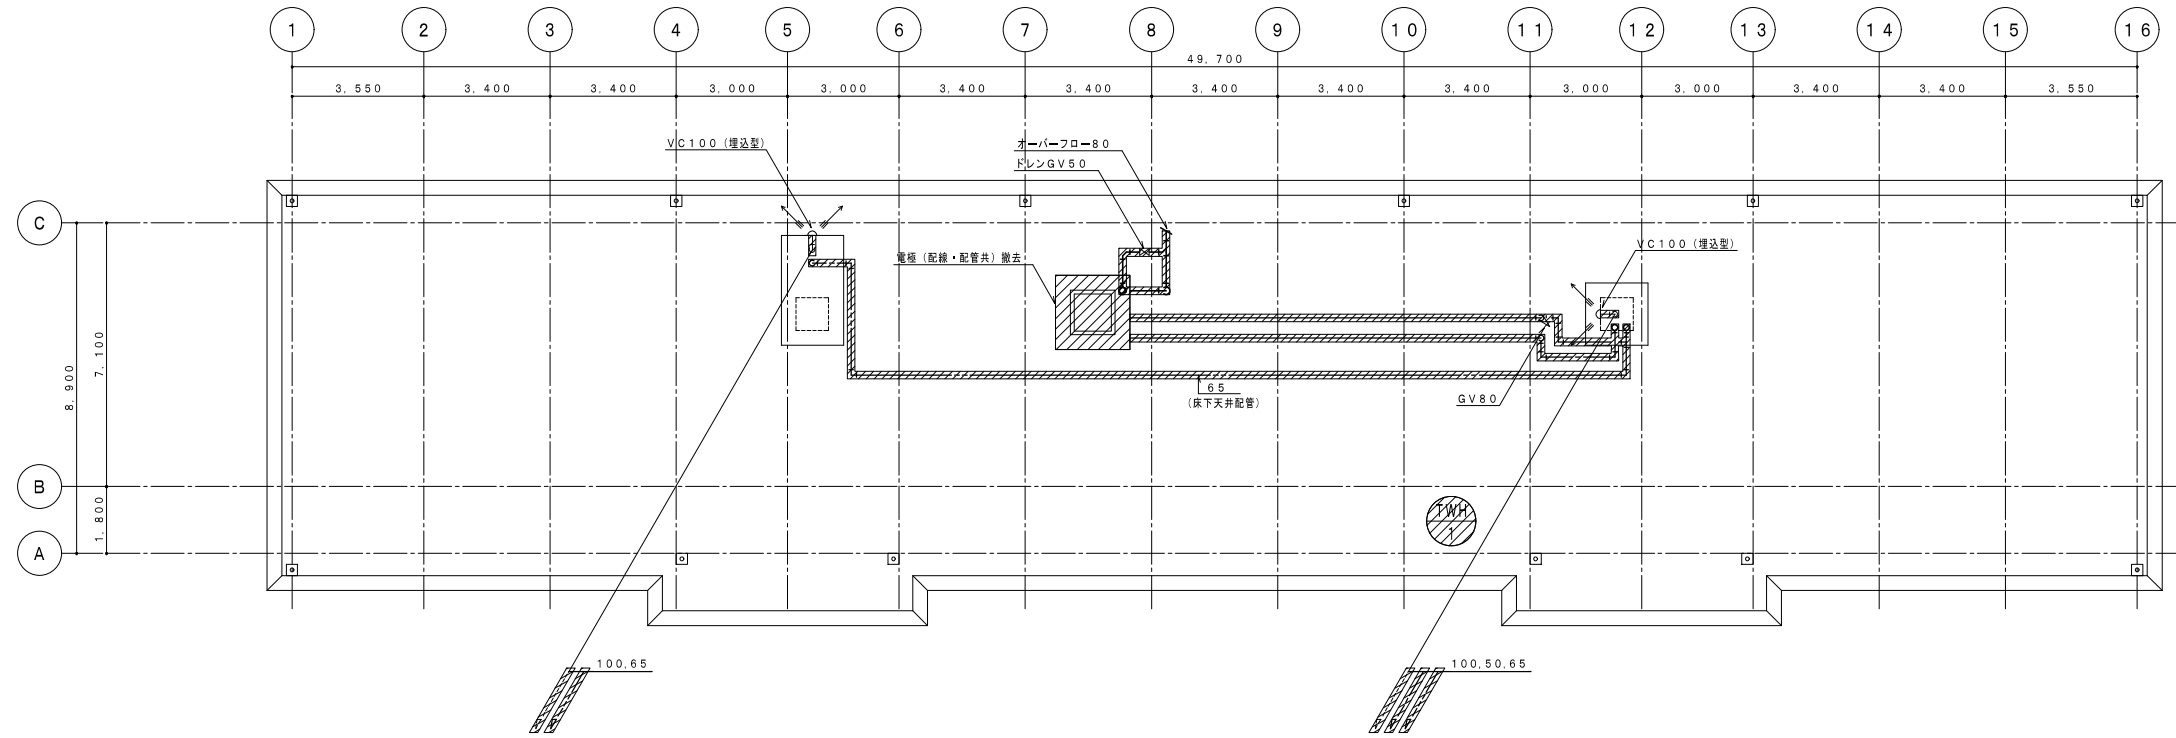 1 2 3 4 5 6 7 8 9 10 11 12 13 14 15 16
49,700
3,550 3,400 3,400 3,000 3,000 3,400 3,400 3,400 3,400 3,400 3,000 3,000 3,400 3,400 3,550
VC100(埋込型)
オーバーフロー80
ドレンGV50
C
電極(配線・配管共)撤去
VC100(埋込型)
7,100
8,900
65
(床下天井配管)
GV80
B
1,800
TWH
1
A
100,65
100,50,65